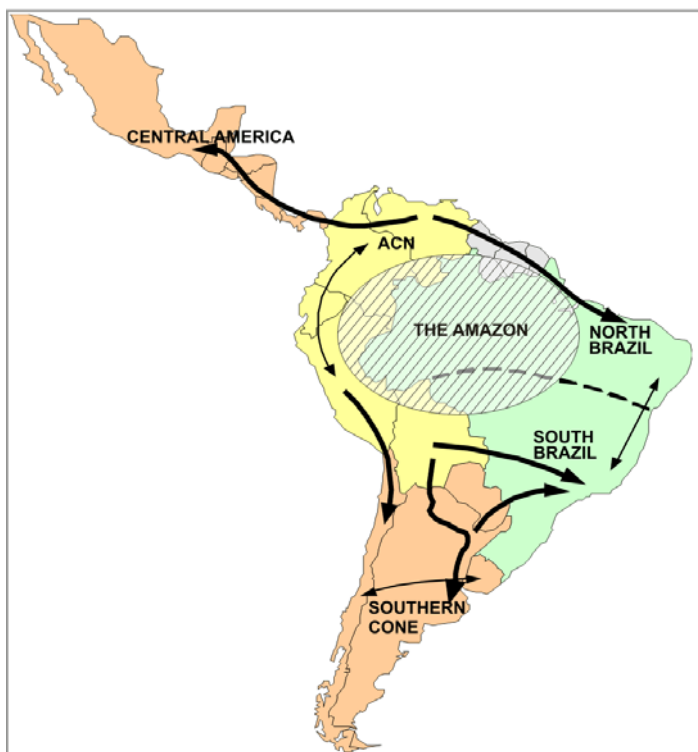 CENTRAL AMERICA
ACN
THE AMAZON
NORTH
BRAZIL
SOUTH
BRAZIL
SOUTHERN
CONE